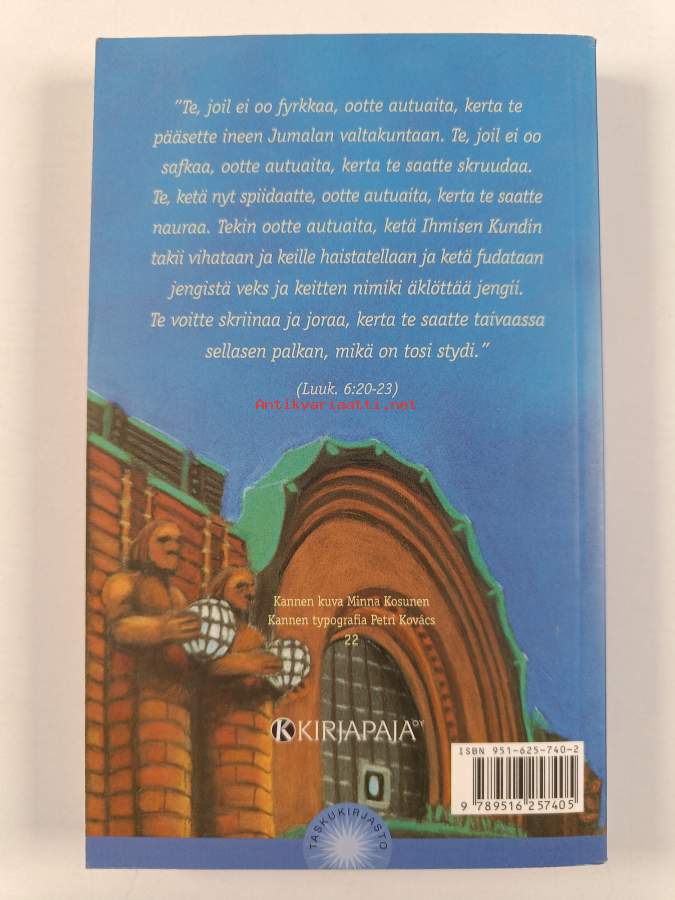 "Te, joil ei oo fyrkkaa, ootte autuaita, kerta te
pääsette ineen Jumalan valtakuntaan. Te, joil ei oo
safkaa, ootte autuaita, kerta te saatte skruudaa.
Te, ketä nyt spiidaatte, ootte autuaita, kerta te saatte
nauraa. Tekin ootte autuaita, ketä Ihmisen Kundin
takii vihataan ja keille haistatellaan ja ketä fudataan
jengistä veks ja keitten nimiki äklöttää jengii.
Te voitte skriinaa ja joraa, kerta te saatte taivaassa
sellasen palkan, mikä on tosi stydi."
(Luuk. 6:20-23)
Antikvariaatti.net
Kannen kuva Minna Kosunen
Kannen typografia Petri Kovács
22
K KIRJAPAJA OY
ISBN 951-625-740-2
9 789516 257405
TASKUKIRJASTO